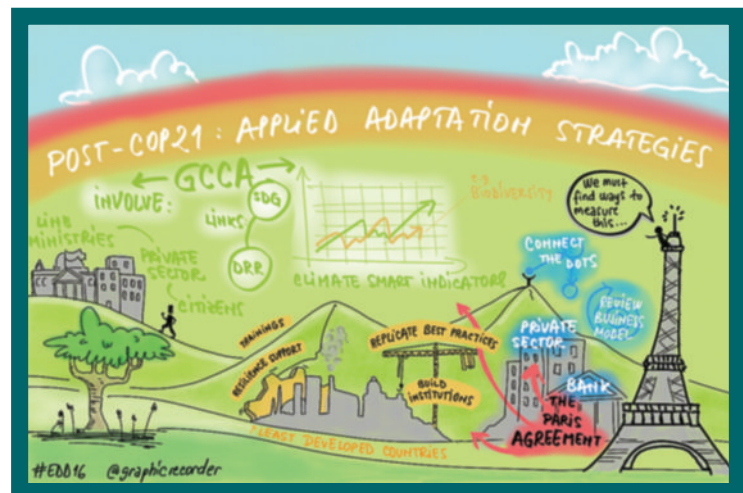 POST-COP21: APPLIED ADAPTATION STRATEGIES
GCCA
INVOLVE:
LINE
MINISTRIES
PRIVATE
SECTOR
CITIZENS
SDG
LINKS
DRR
e.g.
BIODIVERSITY
CLIMATE SMART INDICATORS
We must
find ways to
measure
this...
CONNECT
THE DOTS
REVIEW
BUSINESS
MODEL
TRAININGS
RESILIENCE SUPPORT
REPLICATE BEST PRACTICES
BUILD
INSTITUTIONS
PRIVATE
SECTOR
BANK
THE
PARIS
AGREEMENT
LEAST DEVELOPED COUNTRIES
#EDD16 @graphicrecorder